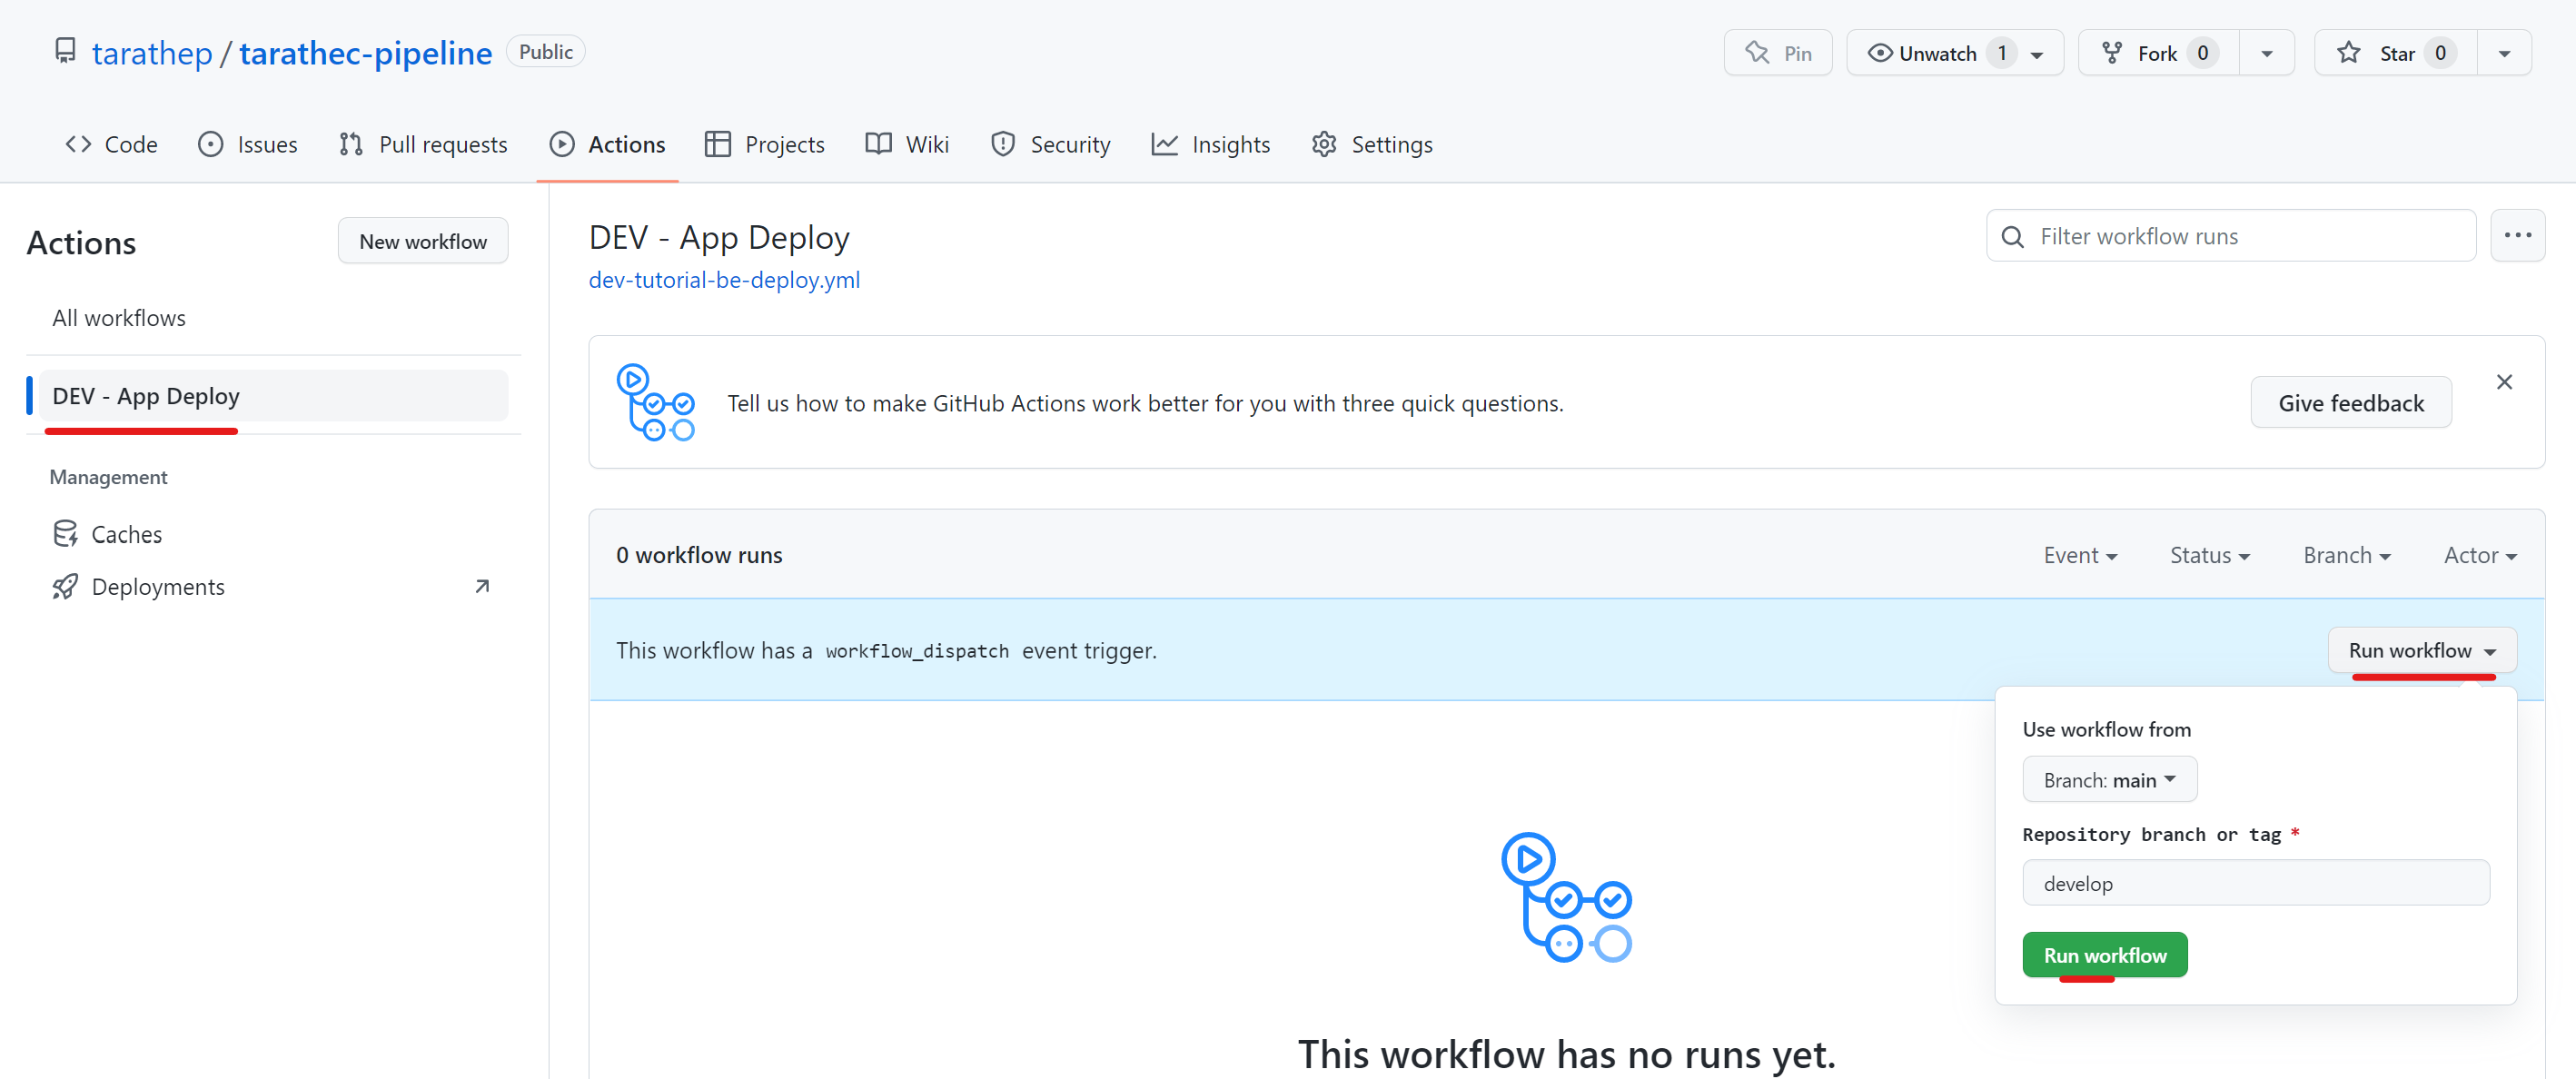 tarathep / tarathec-pipeline Public
Pin Unwatch 1 Fork 0 Star 0
Code Issues Pull requests Actions Projects Wiki Security Insights Settings
Actions New workflow
All workflows
DEV - App Deploy
Management
Caches
Deployments
DEV - App Deploy
dev-tutorial-be-deploy.yml
Filter workflow runs
Tell us how to make GitHub Actions work better for you with three quick questions.
Give feedback
0 workflow runs
Event Status Branch Actor
This workflow has a workflow_dispatch event trigger.
Run workflow
Use workflow from
Branch: main
Repository branch or tag *
develop
Run workflow
This workflow has no runs yet.